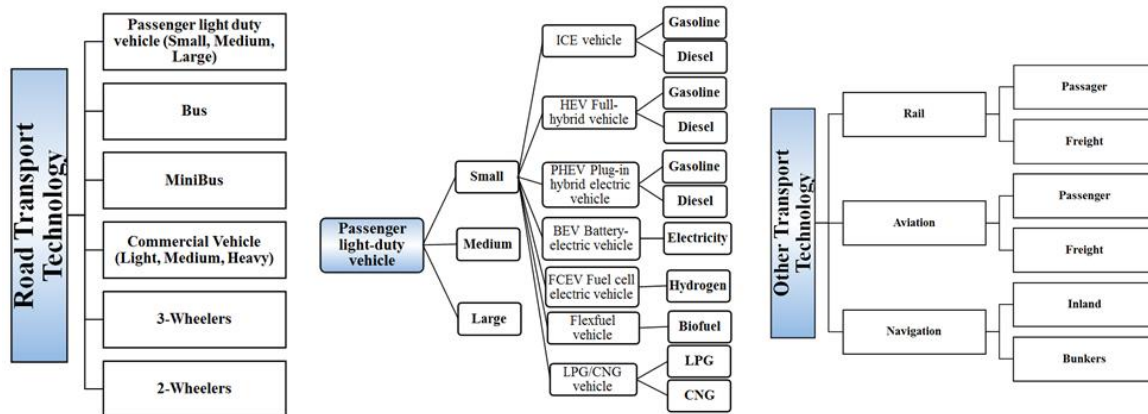 Road Transport
Technology
Passenger light duty
vehicle (Small, Medium,
Large)
Bus
MiniBus
Commercial Vehicle
(Light, Medium, Heavy)
3-Wheelers
2-Wheelers
Passenger
light-duty
vehicle
Small
Medium
Large
ICE vehicle
Gasoline
Diesel
HEV Full-
hybrid vehicle
Gasoline
Diesel
PHEV Plug-in
hybrid electric
vehicle
Gasoline
Diesel
BEV Battery-
electric vehicle
Electricity
FCEV Fuel cell
electric vehicle
Hydrogen
Flexfuel
vehicle
Biofuel
LPG/CNG
vehicle
LPG
CNG
Other Transport
Technology
Rail
Passager
Freight
Aviation
Passenger
Freight
Navigation
Inland
Bunkers